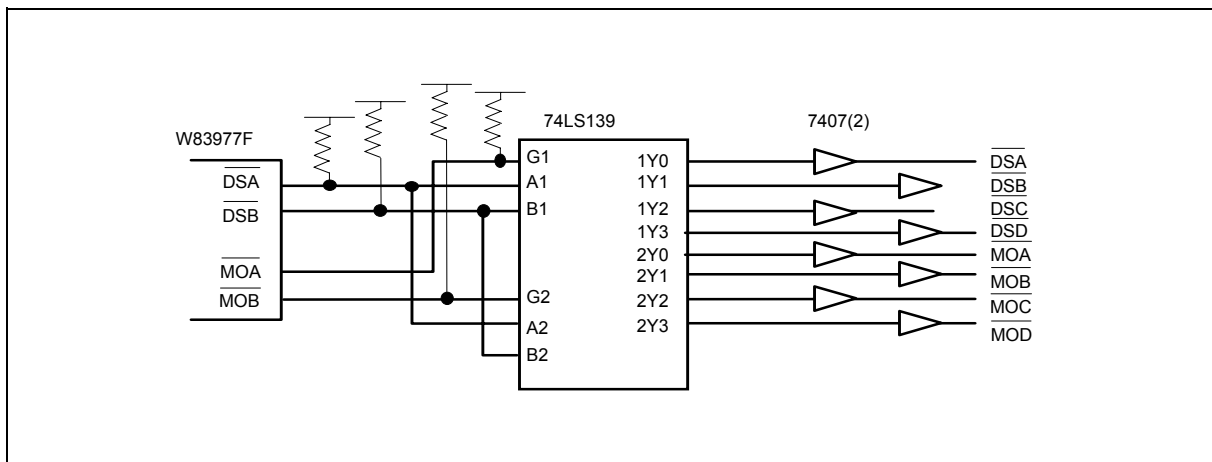 W83977F
DSA
DSB
MOA
MOB
74LS139
G1
A1
B1
G2
A2
B2
1Y0
1Y1
1Y2
1Y3
2Y0
2Y1
2Y2
2Y3
7407(2)
DSA
DSB
DSC
DSD
MOA
MOB
MOC
MOD